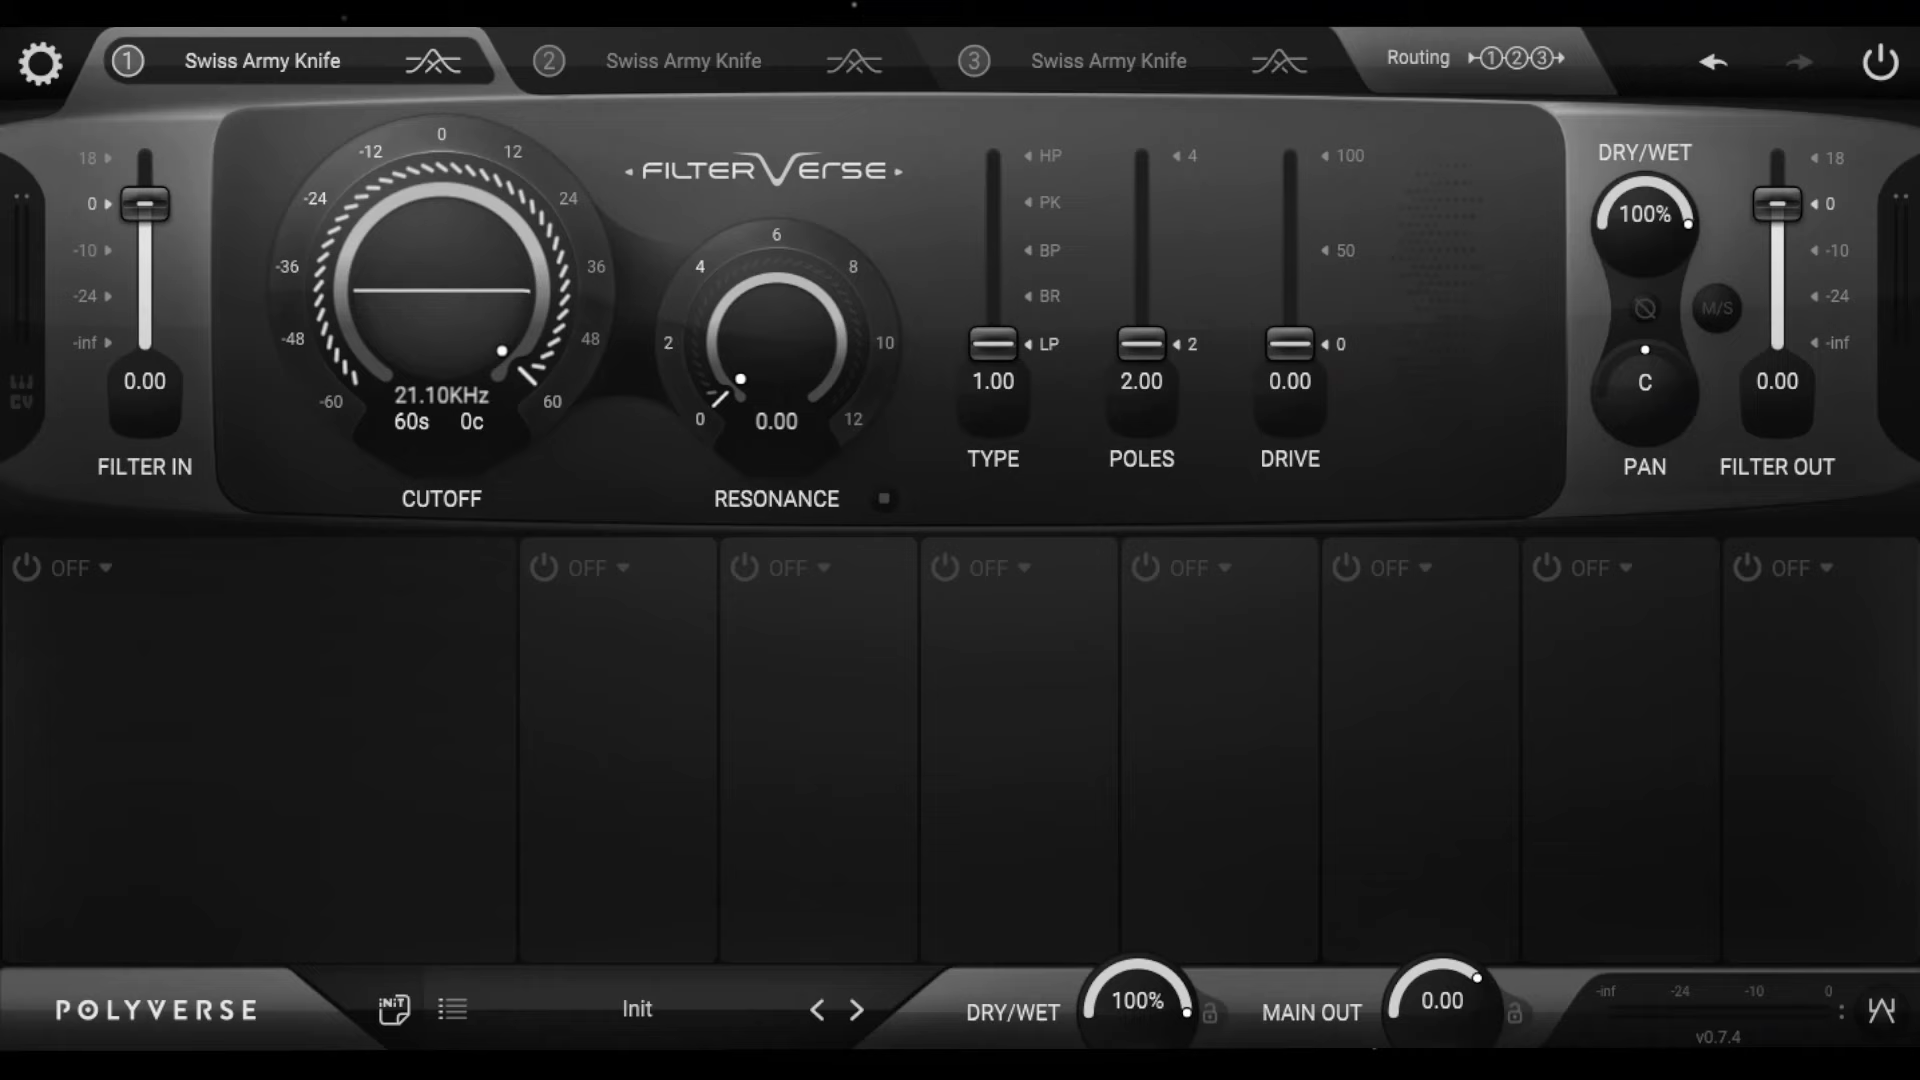 1 Swiss Army Knife
2 Swiss Army Knife
3 Swiss Army Knife
Routing 1 2 3
18
0
-10
-24
-inf
0.00
FILTER IN
0
-12 12
-24 24
-36 36
-48 48
-60 60
21.10KHz
60s 0c
CUTOFF
FILTERVERSE
6
4 8
2 10
0 12
0.00
RESONANCE
HP
PK
BP
BR
LP
1.00
TYPE
4
2
2.00
POLES
100
50
0
0.00
DRIVE
DRY/WET
100%
M/S
C
PAN
18
0
-10
-24
-inf
0.00
FILTER OUT
OFF OFF OFF OFF OFF OFF OFF OFF
POLYVERSE
INIT
Init
DRY/WET 100%
MAIN OUT 0.00
-inf -24 -10 0
v0.7.4